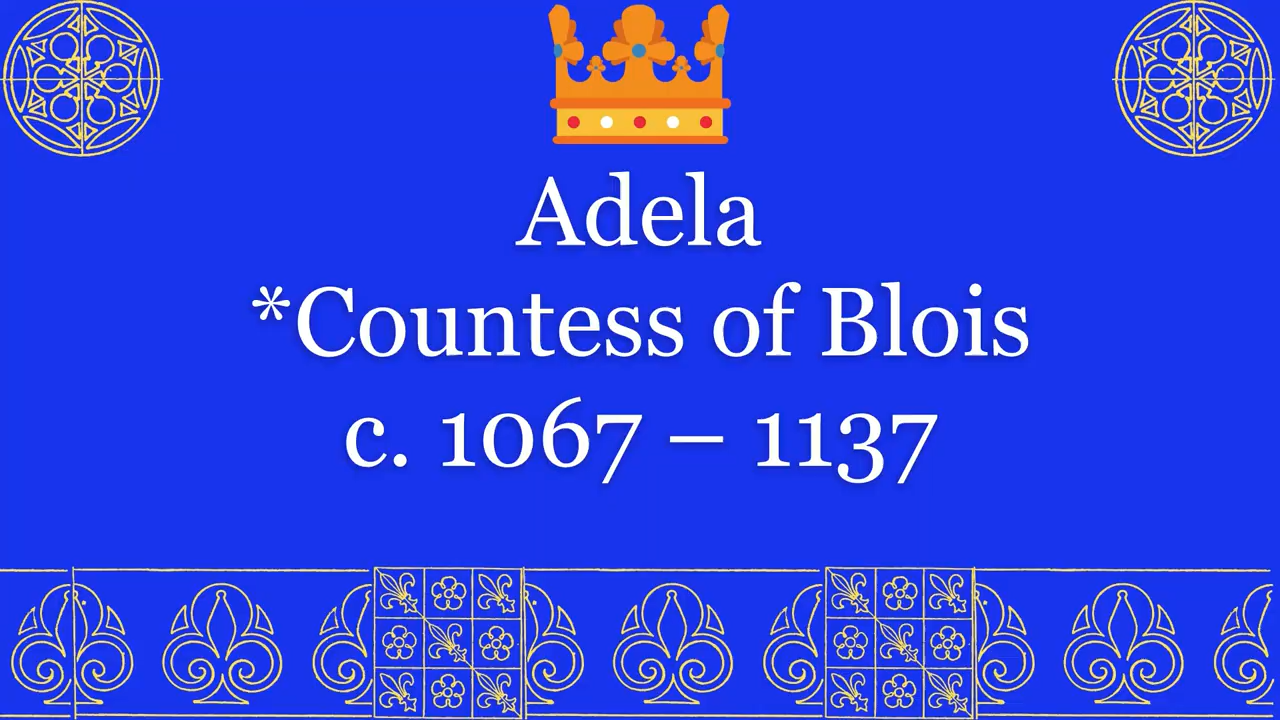 Adela
*Countess of Blois
c. 1067 – 1137